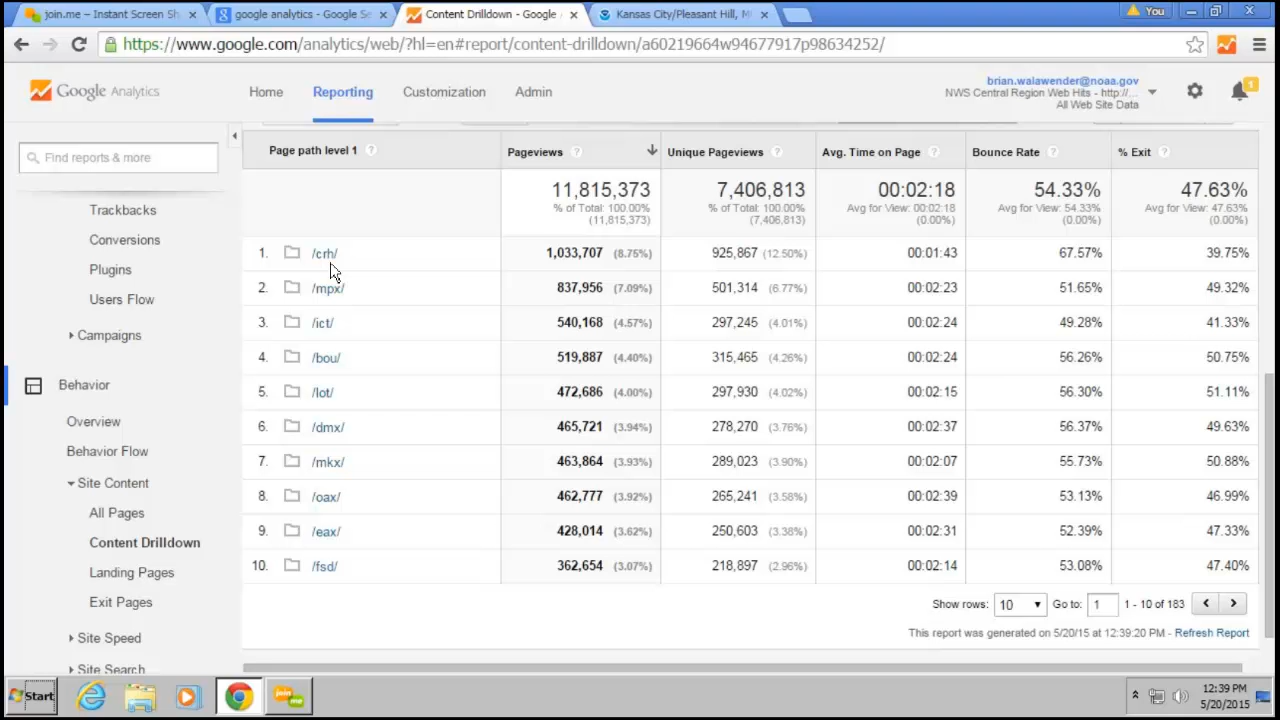 join.me – Instant Screen Sh
google analytics - Google Se
Content Drilldown - Google A
Kansas City/Pleasant Hill, M
You
https://www.google.com/analytics/web/?hl=en#report/content-drilldown/a60219664w94677917p98634252/
Google Analytics
Home Reporting Customization Admin
brian.walawender@noaa.gov
NWS Central Region Web Hits - http://...
All Web Site Data
1
Find reports & more
Trackbacks
Conversions
Plugins
Users Flow
Campaigns
Behavior
Overview
Behavior Flow
Site Content
All Pages
Content Drilldown
Landing Pages
Exit Pages
Site Speed
Site Search
Page path level 1 ? Pageviews ? Unique Pageviews ? Avg. Time on Page ? Bounce Rate ? % Exit ?
11,815,373 7,406,813 00:02:18 54.33% 47.63%
% of Total: 100.00% % of Total: 100.00% Avg for View: 00:02:18 Avg for View: 54.33% Avg for View: 47.63%
(11,815,373) (7,406,813) (0.00%) (0.00%) (0.00%)
1. /crh/ 1,033,707 (8.75%) 925,867 (12.50%) 00:01:43 67.57% 39.75%
2. /mpx/ 837,956 (7.09%) 501,314 (6.77%) 00:02:23 51.65% 49.32%
3. /ict/ 540,168 (4.57%) 297,245 (4.01%) 00:02:24 49.28% 41.33%
4. /bou/ 519,887 (4.40%) 315,465 (4.26%) 00:02:24 56.26% 50.75%
5. /lot/ 472,686 (4.00%) 297,930 (4.02%) 00:02:15 56.30% 51.11%
6. /dmx/ 465,721 (3.94%) 278,270 (3.76%) 00:02:37 56.37% 49.63%
7. /mkx/ 463,864 (3.93%) 289,023 (3.90%) 00:02:07 55.73% 50.88%
8. /oax/ 462,777 (3.92%) 265,241 (3.58%) 00:02:39 53.13% 46.99%
9. /eax/ 428,014 (3.62%) 250,603 (3.38%) 00:02:31 52.39% 47.33%
10. /fsd/ 362,654 (3.07%) 218,897 (2.96%) 00:02:14 53.08% 47.40%
Show rows: 10 Go to: 1 1 - 10 of 183
This report was generated on 5/20/15 at 12:39:20 PM - Refresh Report
Start
join.me
12:39 PM
5/20/2015